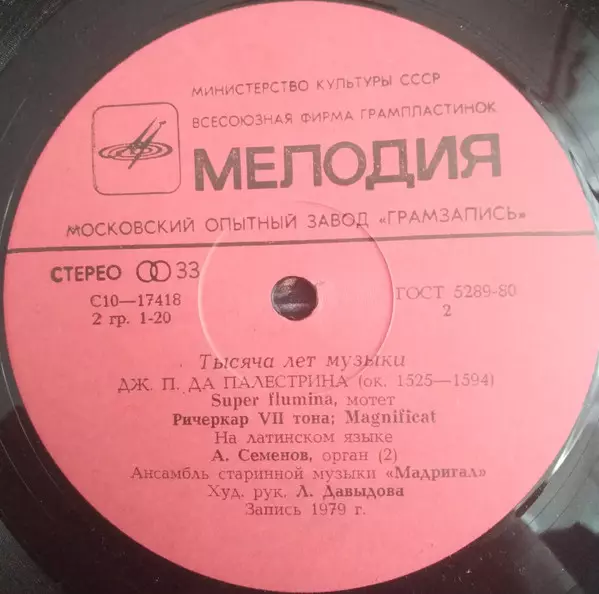 МИНИСТЕРСТВО КУЛЬТУРЫ СССР
ВСЕСОЮЗНАЯ ФИРМА ГРАМПЛАСТИНОК
МЕЛОДИЯ
МОСКОВСКИЙ ОПЫТНЫЙ ЗАВОД «ГРАМЗАПИСЬ»
СТЕРЕО 33
С10—17418
2 гр. 1-20
ГОСТ 5289-80
2
Тысяча лет музыки
ДЖ. П. ДА ПАЛЕСТРИНА (ок. 1525—1594)
Super flumina, мотет
Ричеркар VII тона; Magnificat
На латинском языке
А. Семенов, орган (2)
Ансамбль старинной музыки «Мадригал»
Худ. рук. Л. Давыдова
Запись 1979 г.